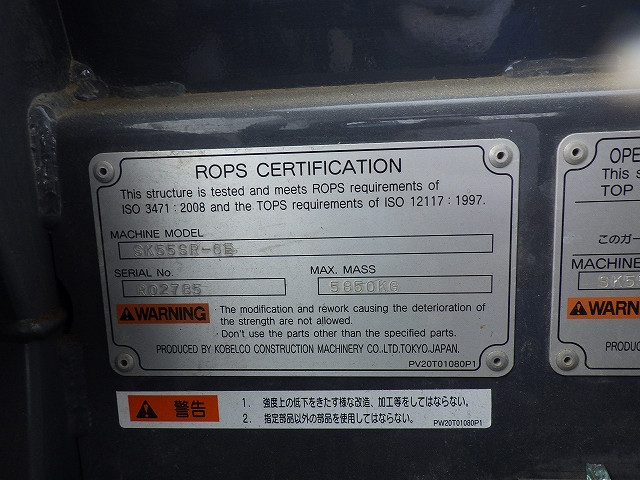 ROPS CERTIFICATION
This structure is tested and meets ROPS requirements of
ISO 3471 : 2008 and the TOPS requirements of ISO 12117 : 1997.
MACHINE MODEL
SK55SR-6E
SERIAL No.
MAX. MASS
5850KG
WARNING
· The modification and rework causing the deterioration of
the strength are not allowed.
· Don't use the parts other than the specified parts.
PRODUCED BY KOBELCO CONSTRUCTION MACHINERY CO.,LTD.TOKYO.JAPAN.
PV20T01080P1
警告
1. 強度上の低下をきたす様な改造、加工等をしてはならない。
2. 指定部品以外の部品を使用してはならない。
PW20T01080P1
OPE
This s
TOP
このガー
MACHINE
SK5
WARN
PRODU